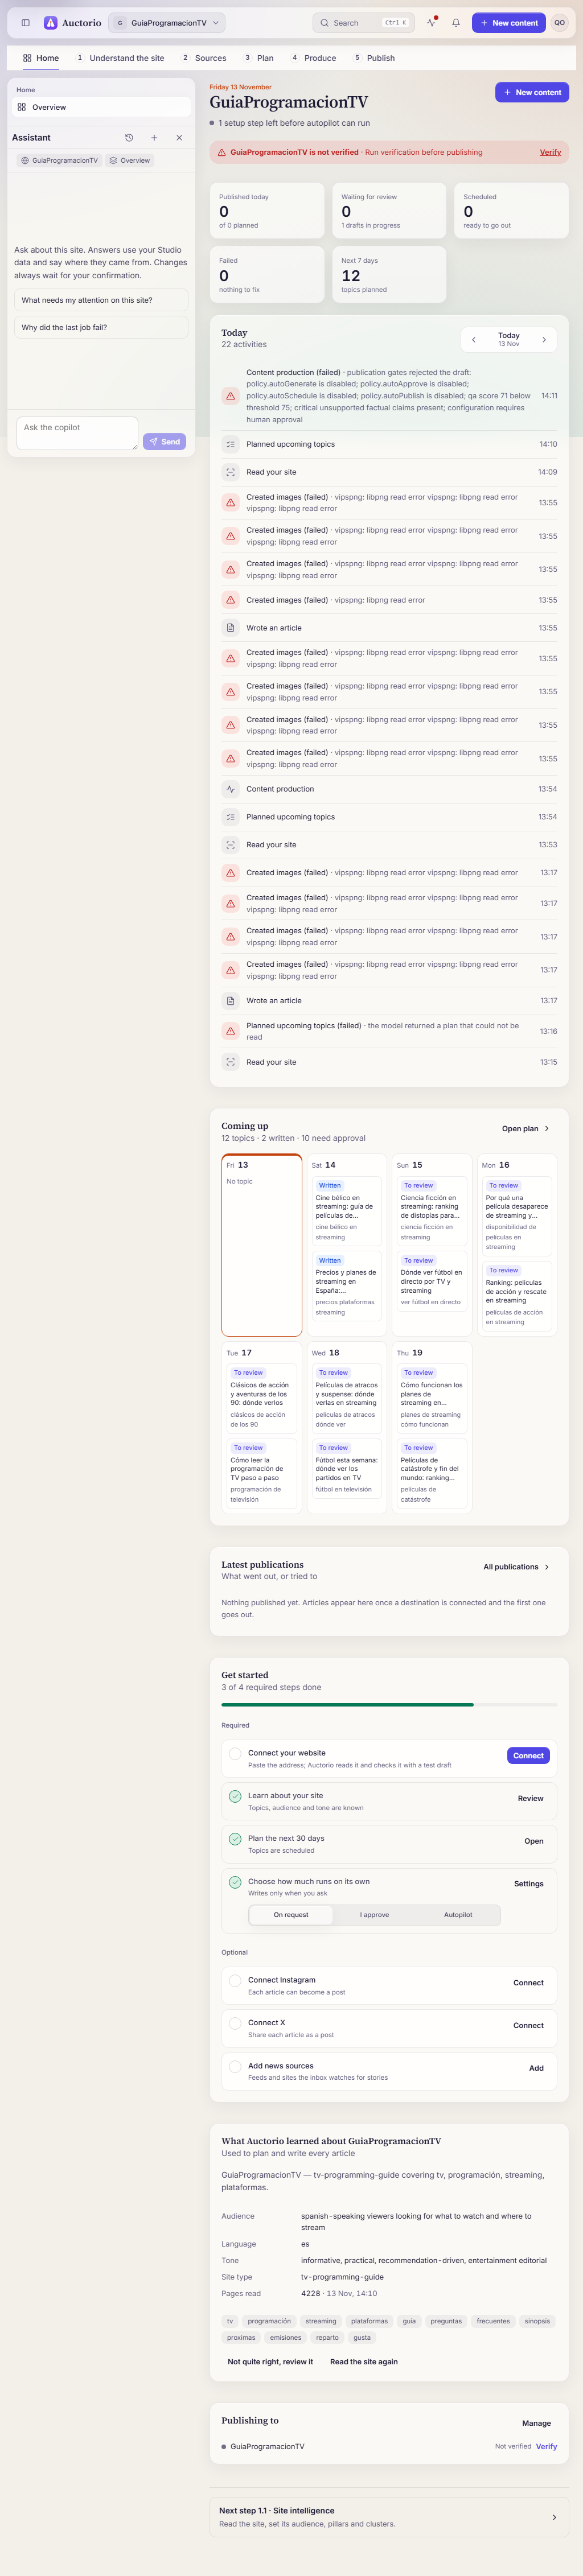 Auctorio
G GuiaProgramacionTV
Search Ctrl K
New content
QO
Home
1 Understand the site
2 Sources
3 Plan
4 Produce
5 Publish
Home
Overview
Assistant
GuiaProgramacionTV
Overview
Ask about this site. Answers use your Studio
data and say where they came from. Changes
always wait for your confirmation.
What needs my attention on this site?
Why did the last job fail?
Ask the copilot
Send
Friday 13 November
GuiaProgramacionTV
1 setup step left before autopilot can run
New content
GuiaProgramacionTV is not verified · Run verification before publishing
Verify
Published today
0
of 0 planned
Waiting for review
0
1 drafts in progress
Scheduled
0
ready to go out
Failed
0
nothing to fix
Next 7 days
12
topics planned
Today
22 activities
Today
13 Nov
Content production (failed) · publication gates rejected the draft:
policy.autoGenerate is disabled; policy.autoApprove is disabled;
policy.autoSchedule is disabled; policy.autoPublish is disabled; qa score 71 below
threshold 75; critical unsupported factual claims present; configuration requires
human approval
14:11
Planned upcoming topics
14:10
Read your site
14:09
Created images (failed) · vipspng: libpng read error vipspng: libpng read error
vipspng: libpng read error
13:55
Created images (failed) · vipspng: libpng read error vipspng: libpng read error
vipspng: libpng read error
13:55
Created images (failed) · vipspng: libpng read error vipspng: libpng read error
vipspng: libpng read error
13:55
Created images (failed) · vipspng: libpng read error
13:55
Wrote an article
13:55
Created images (failed) · vipspng: libpng read error vipspng: libpng read error
vipspng: libpng read error
13:55
Created images (failed) · vipspng: libpng read error vipspng: libpng read error
vipspng: libpng read error
13:55
Created images (failed) · vipspng: libpng read error vipspng: libpng read error
vipspng: libpng read error
13:55
Created images (failed) · vipspng: libpng read error vipspng: libpng read error
vipspng: libpng read error
13:55
Content production
13:54
Planned upcoming topics
13:54
Read your site
13:53
Created images (failed) · vipspng: libpng read error vipspng: libpng read error
13:17
Created images (failed) · vipspng: libpng read error vipspng: libpng read error
vipspng: libpng read error
13:17
Created images (failed) · vipspng: libpng read error vipspng: libpng read error
vipspng: libpng read error
13:17
Created images (failed) · vipspng: libpng read error vipspng: libpng read error
vipspng: libpng read error
13:17
Wrote an article
13:17
Planned upcoming topics (failed) · the model returned a plan that could not be
read
13:16
Read your site
13:15
Coming up
12 topics · 2 written · 10 need approval
Open plan
Fri 13
No topic
Sat 14
Written
Cine bélico en
streaming: guía de
películas de...
cine bélico en
streaming
Written
Precios y planes de
streaming en
España:...
precios plataformas
streaming
Sun 15
To review
Ciencia ficción en
streaming: ranking
de distopías para...
ciencia ficción en
streaming
To review
Dónde ver fútbol en
directo por TV y
streaming
ver fútbol en directo
Mon 16
To review
Por qué una
película desaparece
de streaming y...
disponibilidad de
películas en
streaming
To review
Ranking: películas
de acción y rescate
en streaming
películas de acción
en streaming
Tue 17
To review
Clásicos de acción
y aventuras de los
90: dónde verlos
clásicos de acción
de los 90
To review
Cómo leer la
programación de
TV paso a paso
programación de
televisión
Wed 18
To review
Películas de atracos
y suspense: dónde
verlas en streaming
películas de atracos
dónde ver
To review
Fútbol esta semana:
dónde ver los
partidos en TV
fútbol en televisión
Thu 19
To review
Cómo funcionan los
planes de
streaming en...
planes de streaming
cómo funcionan
To review
Películas de
catástrofe y fin del
mundo: ranking...
películas de
catástrofe
Latest publications
What went out, or tried to
All publications
Nothing published yet. Articles appear here once a destination is connected and the first one
goes out.
Get started
3 of 4 required steps done
Required
Connect your website
Paste the address; Auctorio reads it and checks it with a test draft
Connect
Learn about your site
Topics, audience and tone are known
Review
Plan the next 30 days
Topics are scheduled
Open
Choose how much runs on its own
Writes only when you ask
Settings
On request
I approve
Autopilot
Optional
Connect Instagram
Each article can become a post
Connect
Connect X
Share each article as a post
Connect
Add news sources
Feeds and sites the inbox watches for stories
Add
What Auctorio learned about GuiaProgramacionTV
Used to plan and write every article
GuiaProgramacionTV — tv-programming-guide covering tv, programación, streaming,
plataformas.
Audience
spanish-speaking viewers looking for what to watch and where to
stream
Language
es
Tone
informative, practical, recommendation-driven, entertainment editorial
Site type
tv-programming-guide
Pages read
4228 · 13 Nov, 14:10
tv
programación
streaming
plataformas
guia
preguntas
frecuentes
sinopsis
proximas
emisiones
reparto
gusta
Not quite right, review it
Read the site again
Publishing to
Manage
GuiaProgramacionTV
Not verified Verify
Next step 1.1 · Site intelligence
Read the site, set its audience, pillars and clusters.